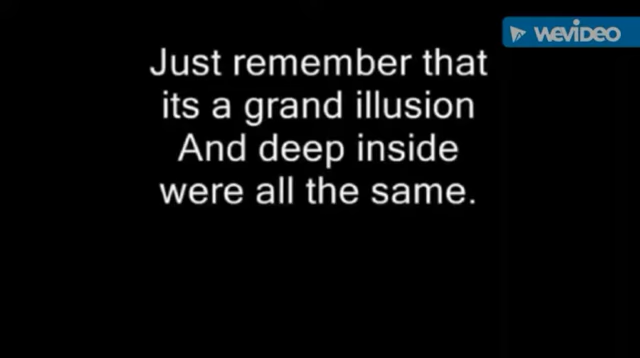 WEVIDEO
Just remember that
its a grand illusion
And deep inside
were all the same.